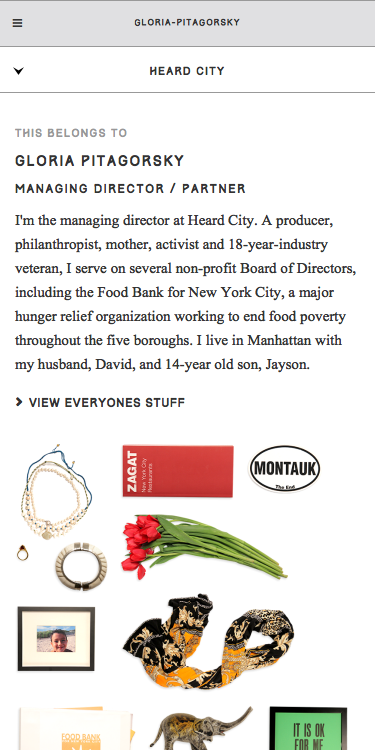 GLORIA-PITAGORSKY
HEARD CITY
THIS BELONGS TO
GLORIA PITAGORSKY
MANAGING DIRECTOR / PARTNER
I'm the managing director at Heard City. A producer,
philanthropist, mother, activist and 18-year-industry
veteran, I serve on several non-profit Board of Directors,
including the Food Bank for New York City, a major
hunger relief organization working to end food poverty
throughout the five boroughs. I live in Manhattan with
my husband, David, and 14-year old son, Jayson.
VIEW EVERYONES STUFF
ZAGAT
New York City
Restaurants
MONTAUK
The End
FOOD BANK
IT IS OK
FOR ME